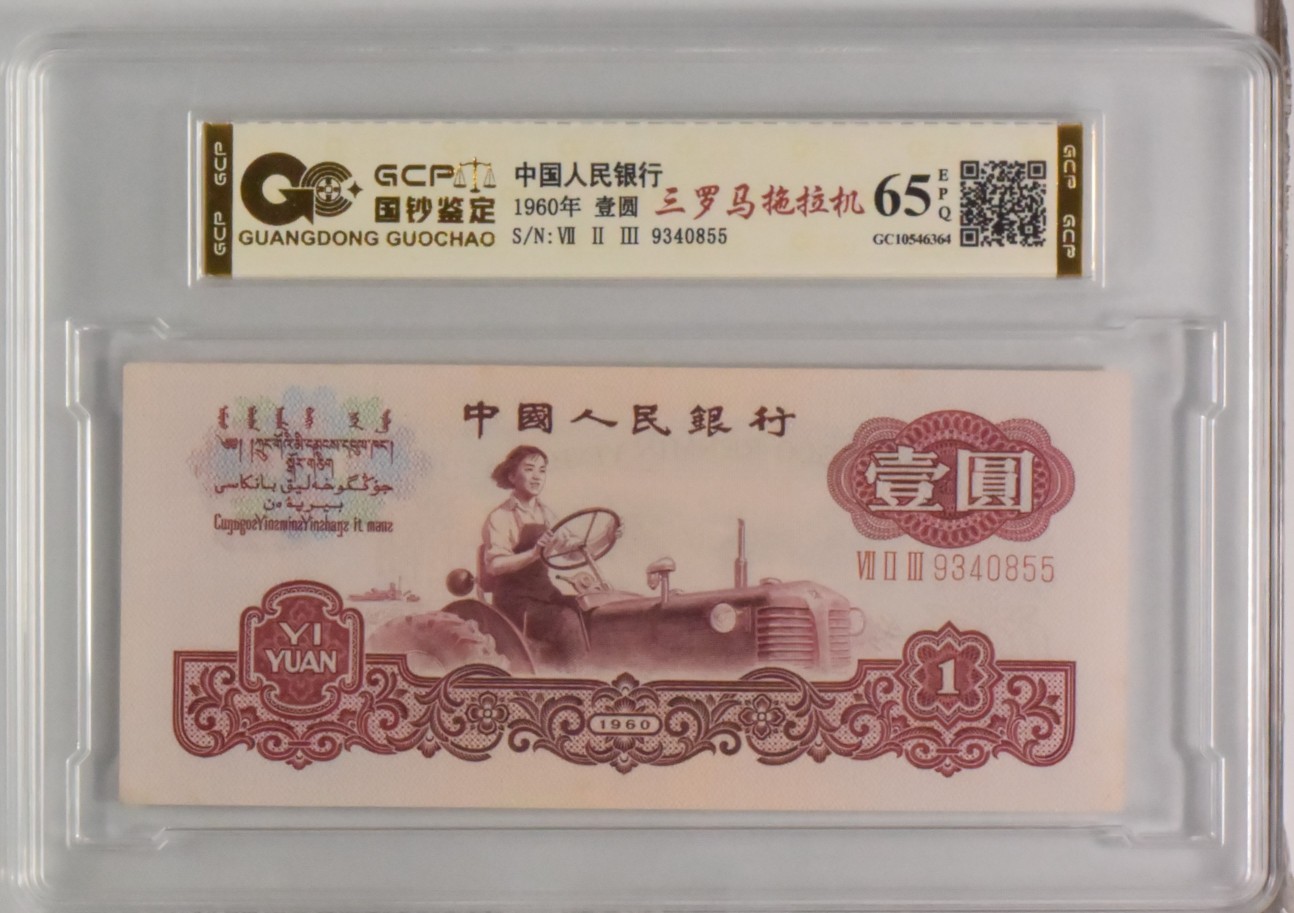 GCP
GCP
GCP
国钞鉴定
GUANGDONG GUOCHAO
中国人民银行
1960年 壹圆 三罗马拖拉机
S/N: Ⅶ Ⅱ Ⅲ 9340855
65 EPQ
GC10546364
GCP
GCP
中國人民銀行
壹圓
Ⅶ Ⅱ Ⅲ 9340855
YI
YUAN
1960
1